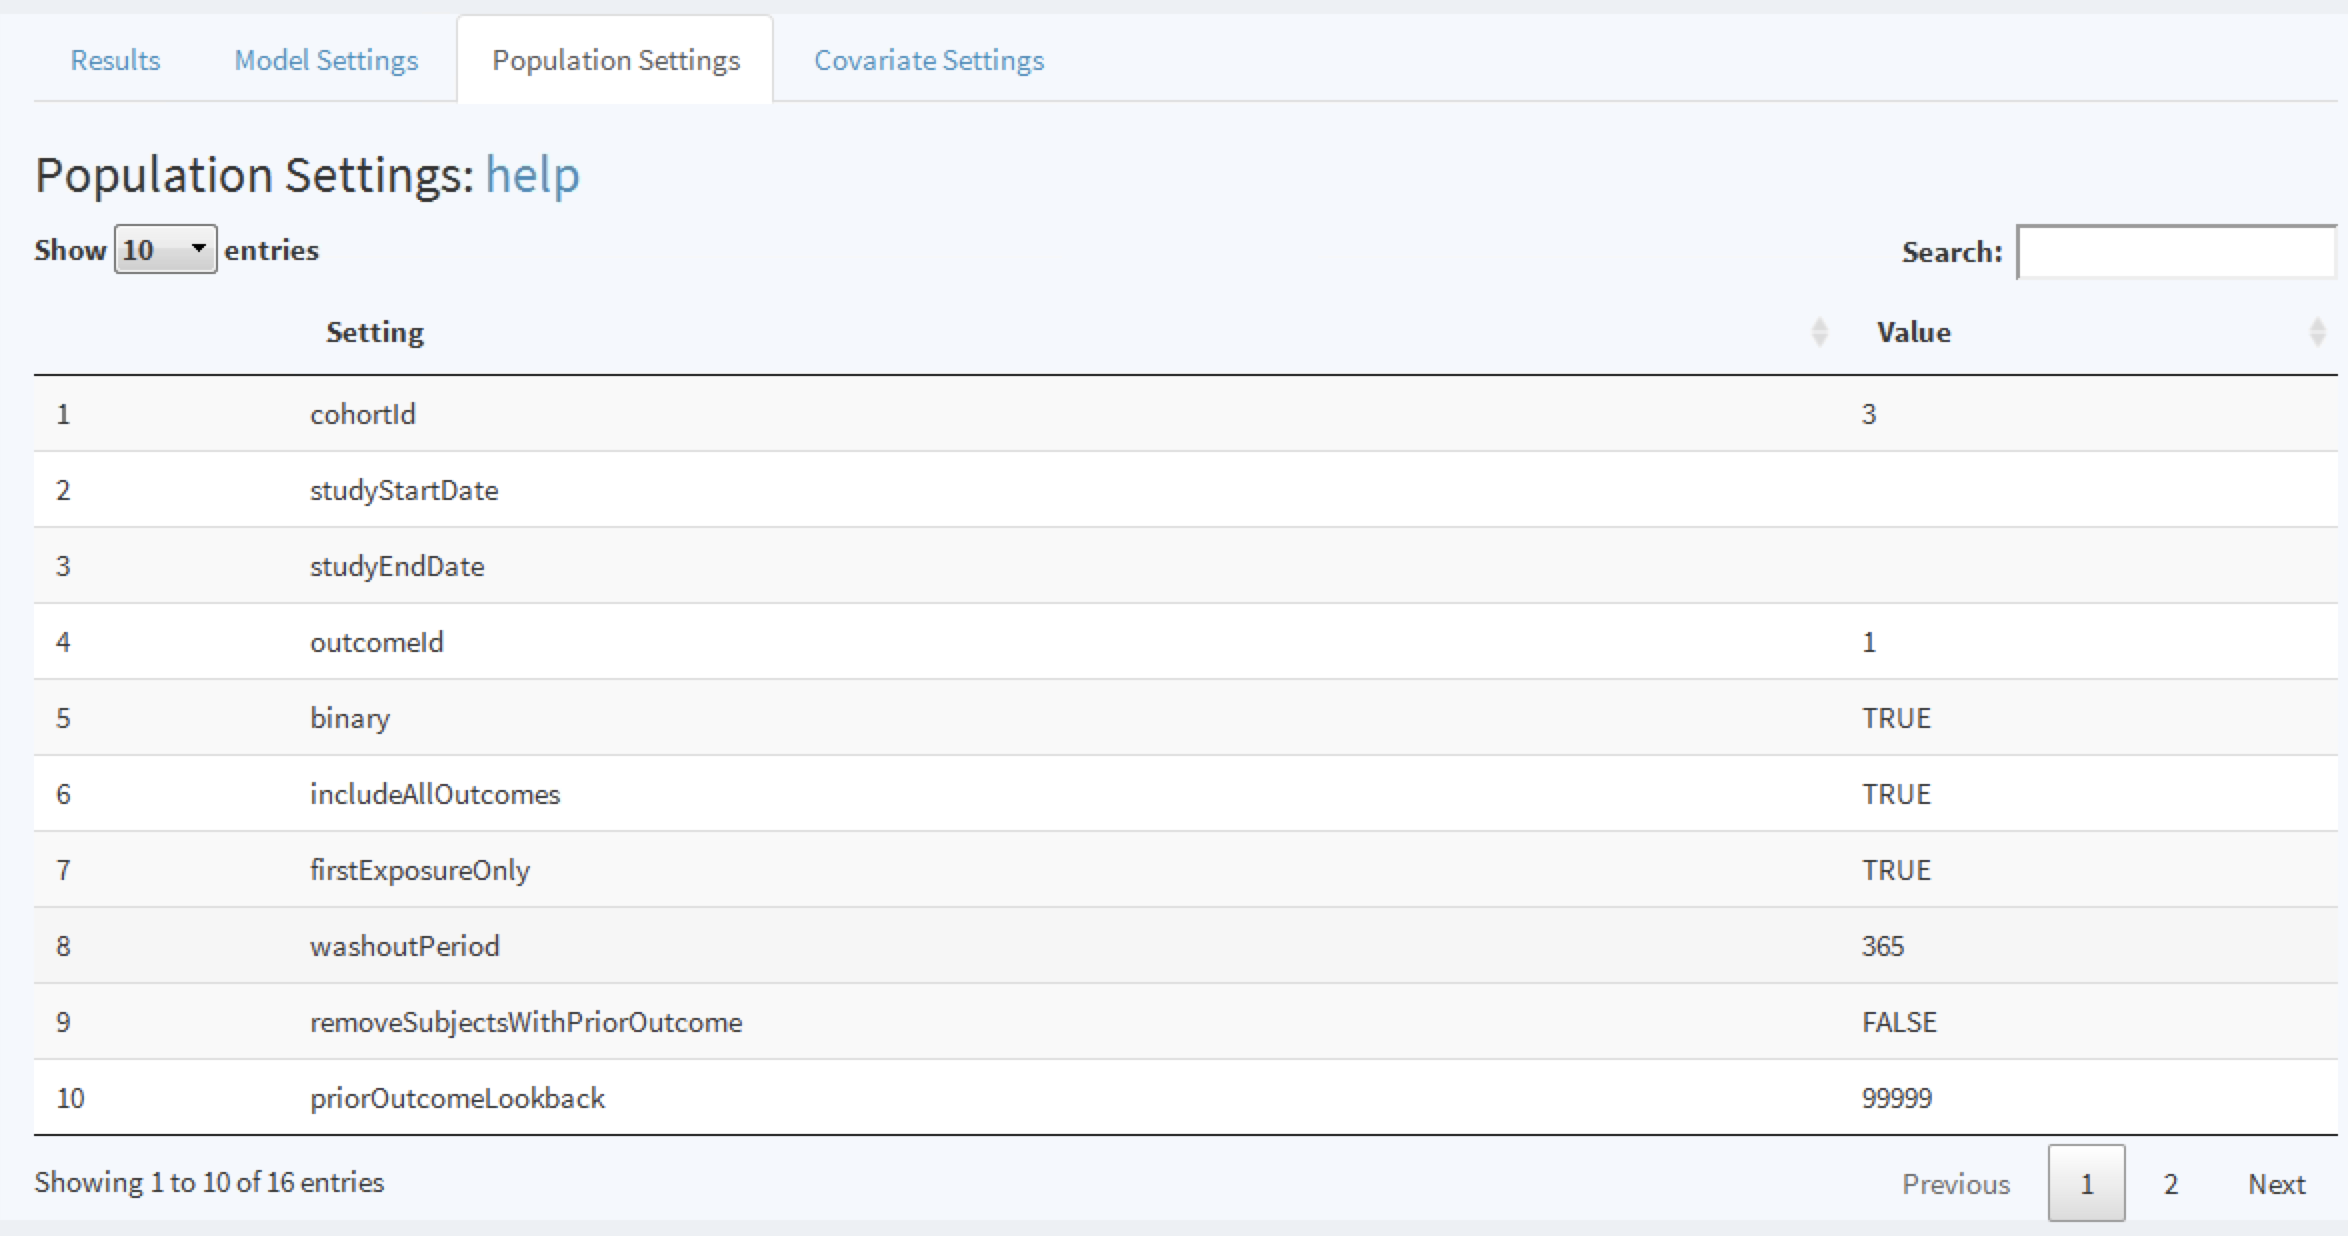 Results Model Settings Population Settings Covariate Settings
Population Settings: help
Show 10 entries Search:
Setting Value
1 cohortId 3
2 studyStartDate
3 studyEndDate
4 outcomeId 1
5 binary TRUE
6 includeAllOutcomes TRUE
7 firstExposureOnly TRUE
8 washoutPeriod 365
9 removeSubjectsWithPriorOutcome FALSE
10 priorOutcomeLookback 99999
Showing 1 to 10 of 16 entries Previous 1 2 Next